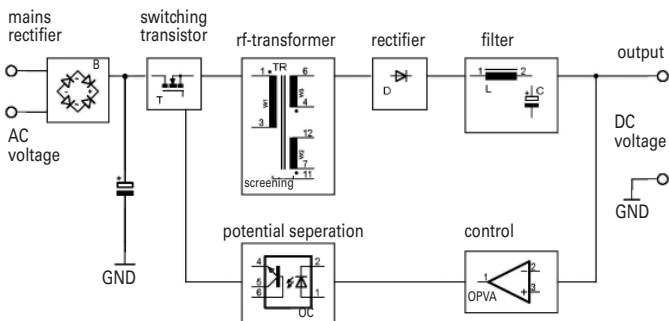 mains
rectifier
switching
transistor
rf-transformer
rectifier
filter
output
B
T
TR
1
6
W1
W3
4
3
12
W2
7
11
screening
D
1
2
L
+
C
AC
voltage
DC
voltage
+
GND
GND
potential seperation
control
4
2
5
6
1
OC
1
2
3
-
+
OPVA